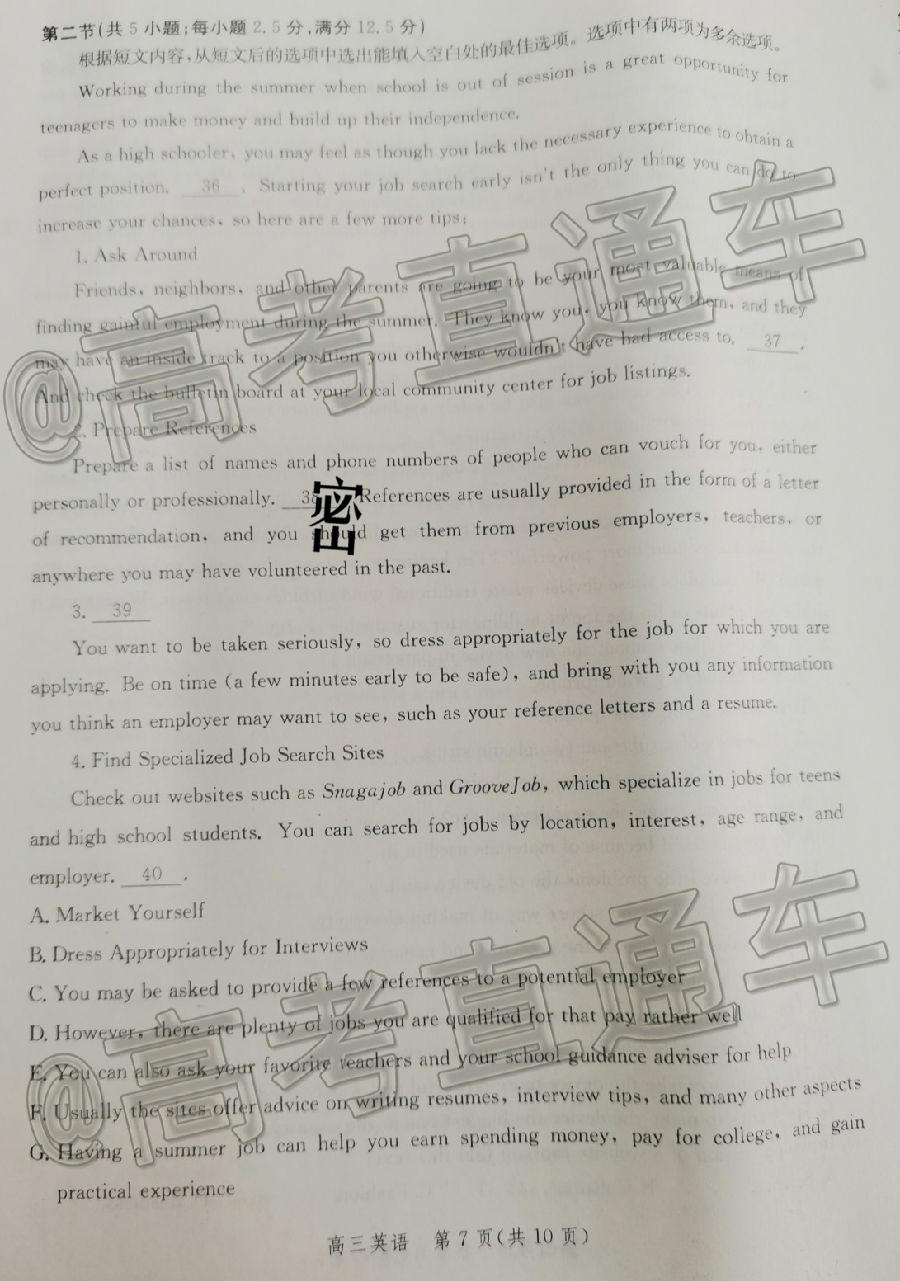 第二节(共5小题;每小题2.5分,满分12.5分)
根据短文内容,从短文后的选项中选出能填入空白处的最佳选项。选项中有两项为多余选项。
Working during the summer when school is out of session is a great opportunity for
teenagers to make money and build up their independence.
As a high schooler, you may feel as though you lack the necessary experience to obtain a
perfect position. 36 . Starting your job search early isn't the only thing you can do to
increase your chances, so here are a few more tips:
1. Ask Around
Friends, neighbors, and other parents are going to be your most valuable means of
finding gainful employment during the summer. They know you, you know them, and they
may have an inside track to a position you otherwise wouldn't have had access to. 37 .
And check the bulletin board at your local community center for job listings.
2. Prepare References
Prepare a list of names and phone numbers of people who can vouch for you, either
personally or professionally. 38 References are usually provided in the form of a letter
of recommendation, and you should get them from previous employers, teachers, or
anywhere you may have volunteered in the past.
3. 39
You want to be taken seriously, so dress appropriately for the job for which you are
applying. Be on time (a few minutes early to be safe), and bring with you any information
you think an employer may want to see, such as your reference letters and a resume.
4. Find Specialized Job Search Sites
Check out websites such as Snagajob and GrooveJob, which specialize in jobs for teens
and high school students. You can search for jobs by location, interest, age range, and
employer. 40 .
A. Market Yourself
B. Dress Appropriately for Interviews
C. You may be asked to provide a few references to a potential employer
D. However, there are plenty of jobs you are qualified for that pay rather well
E. You can also ask your favorite teachers and your school guidance adviser for help
F. Usually the sites offer advice on writing resumes, interview tips, and many other aspects
G. Having a summer job can help you earn spending money, pay for college, and gain
practical experience
高三英语 第7页(共10页)
@高考直通车
@高考直通车
密